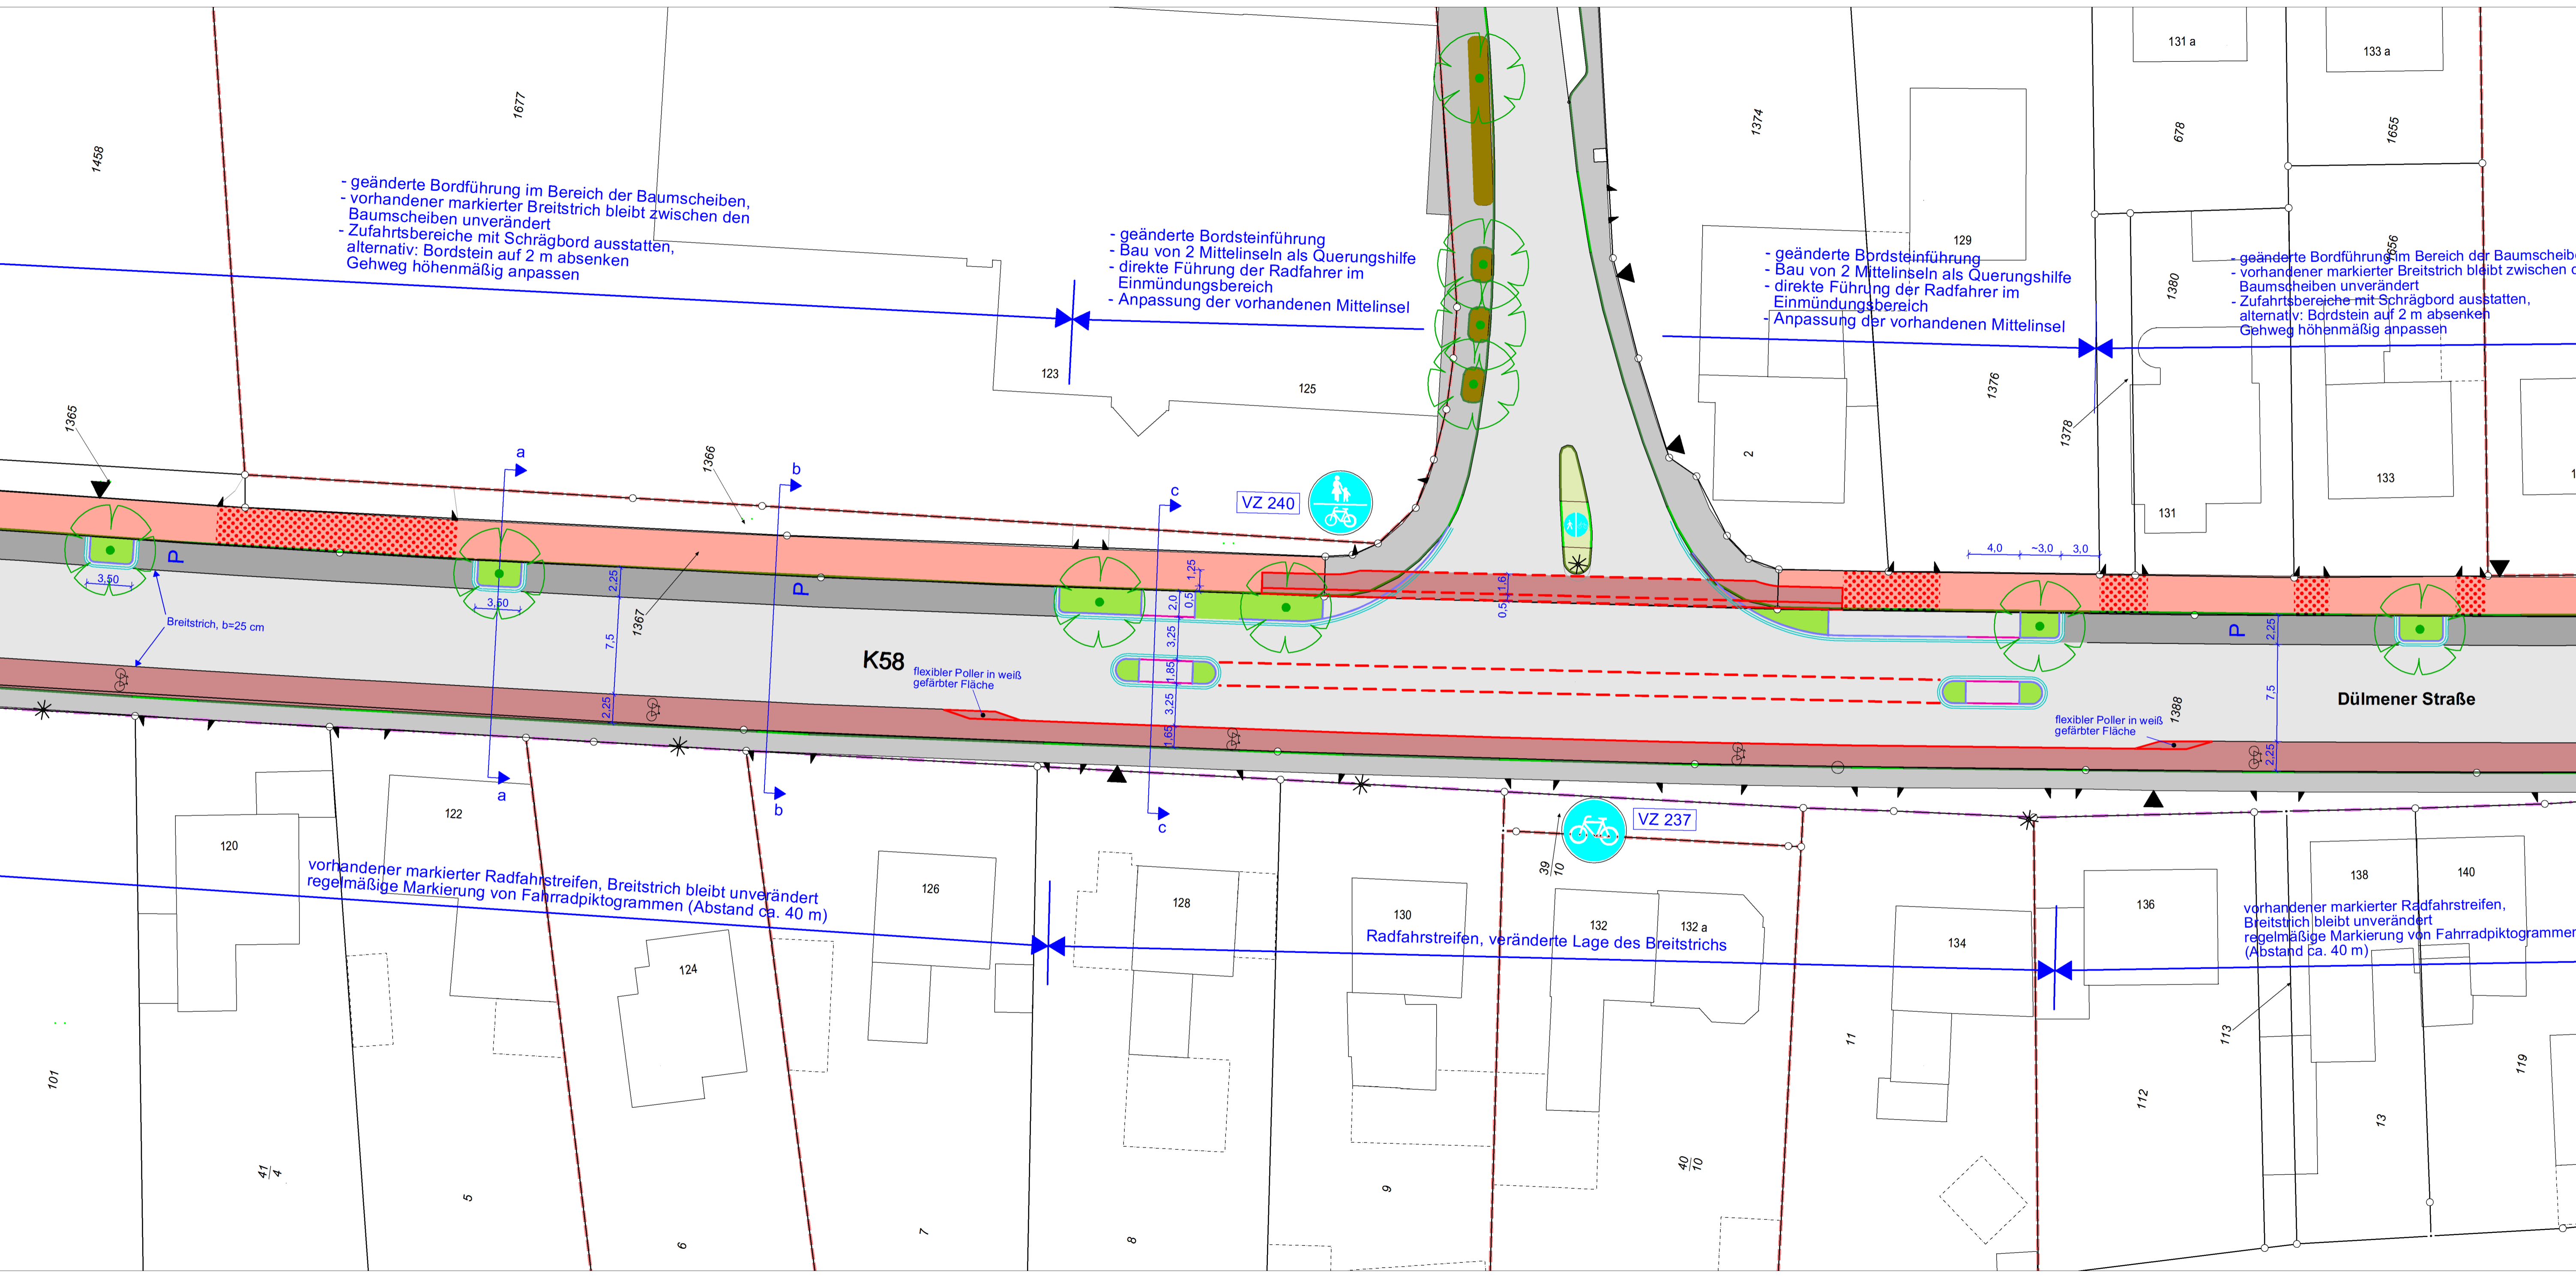 1458
1677
1374
131 a
133 a
678
1655
- geänderte Bordführung im Bereich der Baumscheiben,
- vorhandener markierter Breitstrich bleibt zwischen den
Baumscheiben unverändert
- Zufahrtsbereiche mit Schrägbord ausstatten,
alternativ: Bordstein auf 2 m absenken
Gehweg höhenmäßig anpassen
- geänderte Bordsteinführung
- Bau von 2 Mittelinseln als Querungshilfe
- direkte Führung der Radfahrer im
Einmündungsbereich
- Anpassung der vorhandenen Mittelinsel
129
- geänderte Bordsteinführung
- Bau von 2 Mittelinseln als Querungshilfe
- direkte Führung der Radfahrer im
Einmündungsbereich
- Anpassung der vorhandenen Mittelinsel
1380
1656
- geänderte Bordführung im Bereich der Baumscheibe
- vorhandener markierter Breitstrich bleibt zwischen d
Baumscheiben unverändert
- Zufahrtsbereiche mit Schrägbord ausstatten,
alternativ: Bordstein auf 2 m absenken
Gehweg höhenmäßig anpassen
123
125
1376
1365
1366
1378
2
133
131
a
b
c
VZ 240
4,0
~3,0
3,0
P
3,50
3,50
2,25
P
1,25
2,0
0,5
1,6
0,5
P
2,25
Breitstrich, b=25 cm
1367
7,5
3,25
K58
flexibler Poller in weiß
gefärbter Fläche
1,85
3,25
1,65
2,25
7,5
Dülmener Straße
1388
flexibler Poller in weiß
gefärbter Fläche
2,25
a
b
c
VZ 237
120
122
39
10
vorhandener markierter Radfahrstreifen, Breitstrich bleibt unverändert
regelmäßige Markierung von Fahrradpiktogrammen (Abstand ca. 40 m)
124
126
128
130
132
132 a
134
136
138
140
Radfahrstreifen, veränderte Lage des Breitstrichs
vorhandener markierter Radfahrstreifen,
Breitstrich bleibt unverändert
regelmäßige Markierung von Fahrradpiktogrammen
(Abstand ca. 40 m)
101
41
4
5
6
7
8
9
40
10
11
112
113
13
119